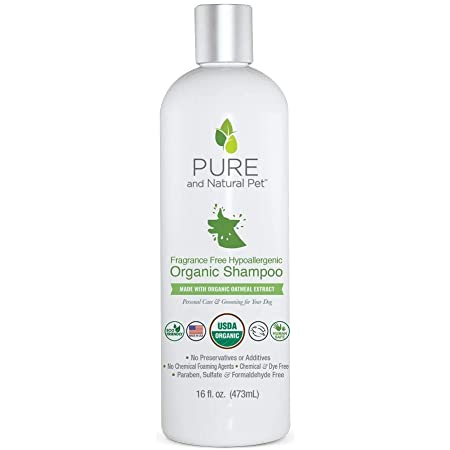 PURE
and Natural Pet™
Fragrance Free Hypoallergenic
Organic Shampoo
MADE WITH ORGANIC OATMEAL EXTRACT
Personal Care & Grooming for Your Dog
ECO
FRIENDLY
USDA
ORGANIC
• No Preservatives or Additives
• No Chemical Foaming Agents • Chemical & Dye Free
• Paraben, Sulfate & Formaldehyde Free
16 fl. oz. (473mL)